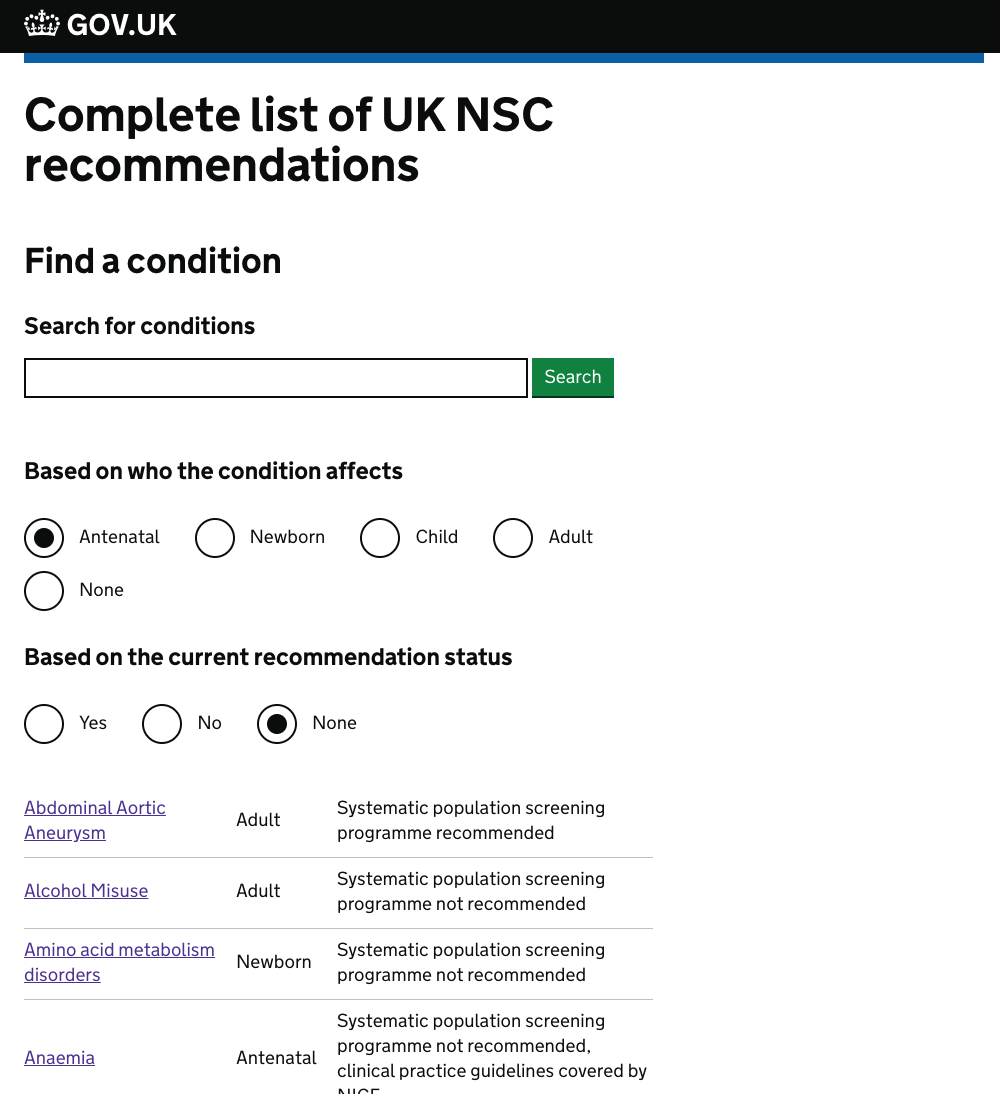 GOV.UK
Complete list of UK NSC
recommendations
Find a condition
Search for conditions
Search
Based on who the condition affects
Antenatal Newborn Child Adult
None
Based on the current recommendation status
Yes No None
Abdominal Aortic
Aneurysm
Adult
Systematic population screening
programme recommended
Alcohol Misuse
Adult
Systematic population screening
programme not recommended
Amino acid metabolism
disorders
Newborn
Systematic population screening
programme not recommended
Anaemia
Antenatal
Systematic population screening
programme not recommended,
clinical practice guidelines covered by
NICE